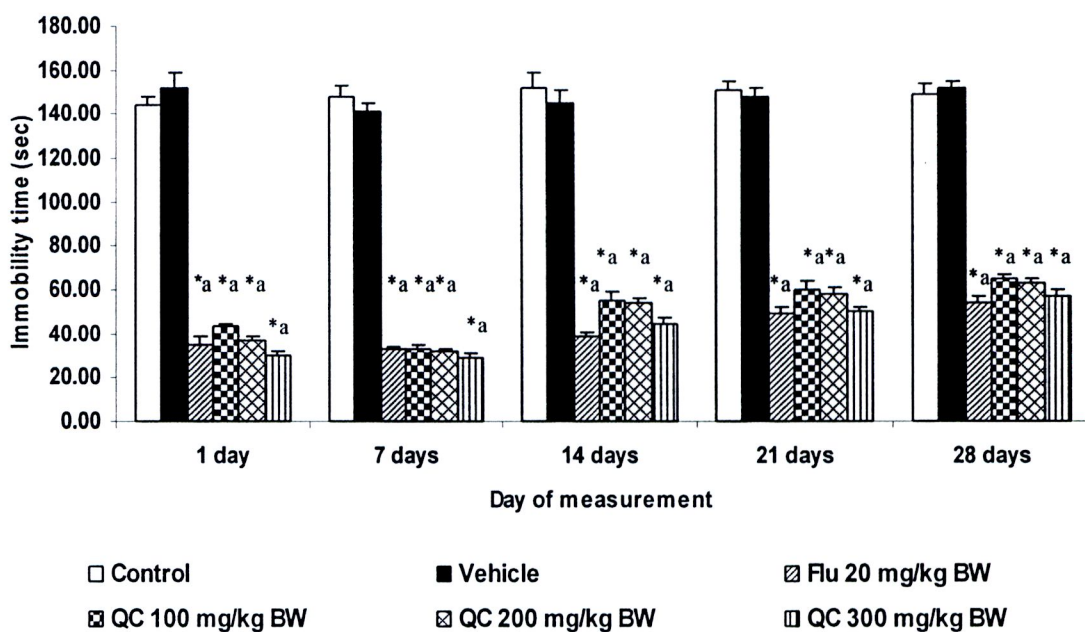 180.00
160.00
140.00
120.00
100.00
80.00
60.00
40.00
20.00
0.00
Immobility time (sec)
*a *a *a *a
*a *a *a *a
*a *a *a *a
*a *a *a *a
*a *a *a *a
1 day 7 days 14 days 21 days 28 days
Day of measurement
Control Vehicle Flu 20 mg/kg BW
QC 100 mg/kg BW QC 200 mg/kg BW QC 300 mg/kg BW